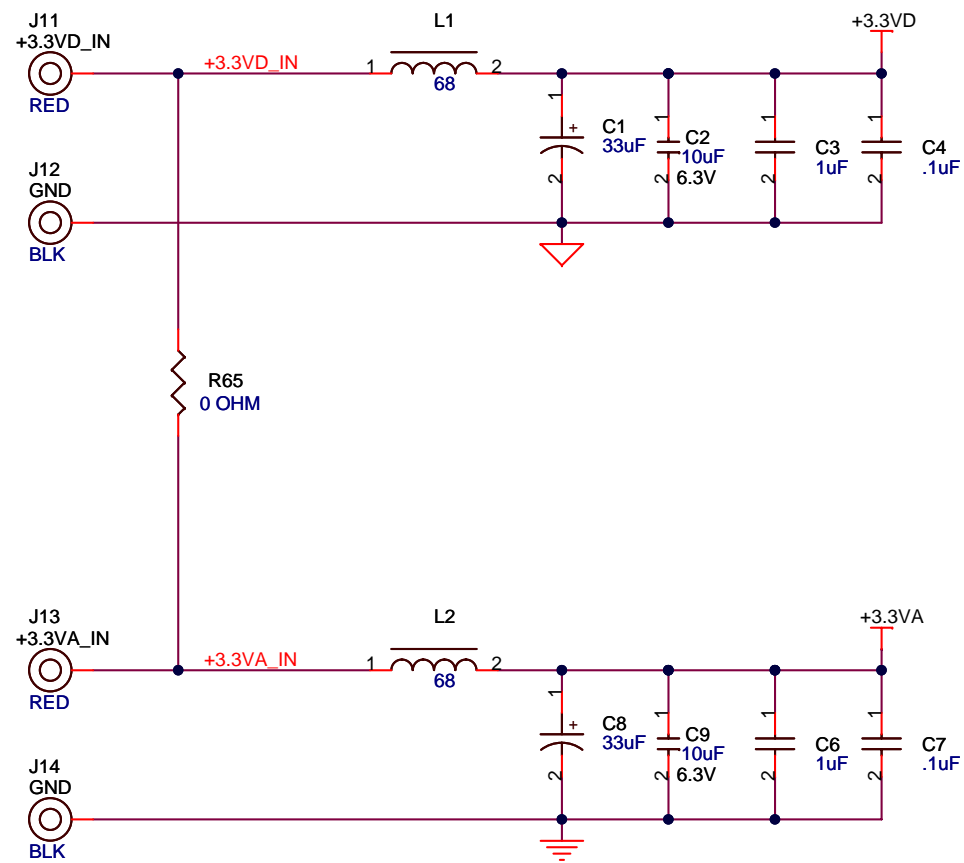 J11
+3.3VD_IN
RED
+3.3VD_IN
L1
1
2
68
+3.3VD
1
+
2
C1
33uF
1
2
C2
10uF
6.3V
1
2
C3
1uF
1
2
C4
.1uF
J12
GND
BLK
R65
0 OHM
J13
+3.3VA_IN
RED
+3.3VA_IN
L2
1
2
68
+3.3VA
1
+
2
C8
33uF
1
2
C9
10uF
6.3V
1
2
C6
1uF
1
2
C7
.1uF
J14
GND
BLK